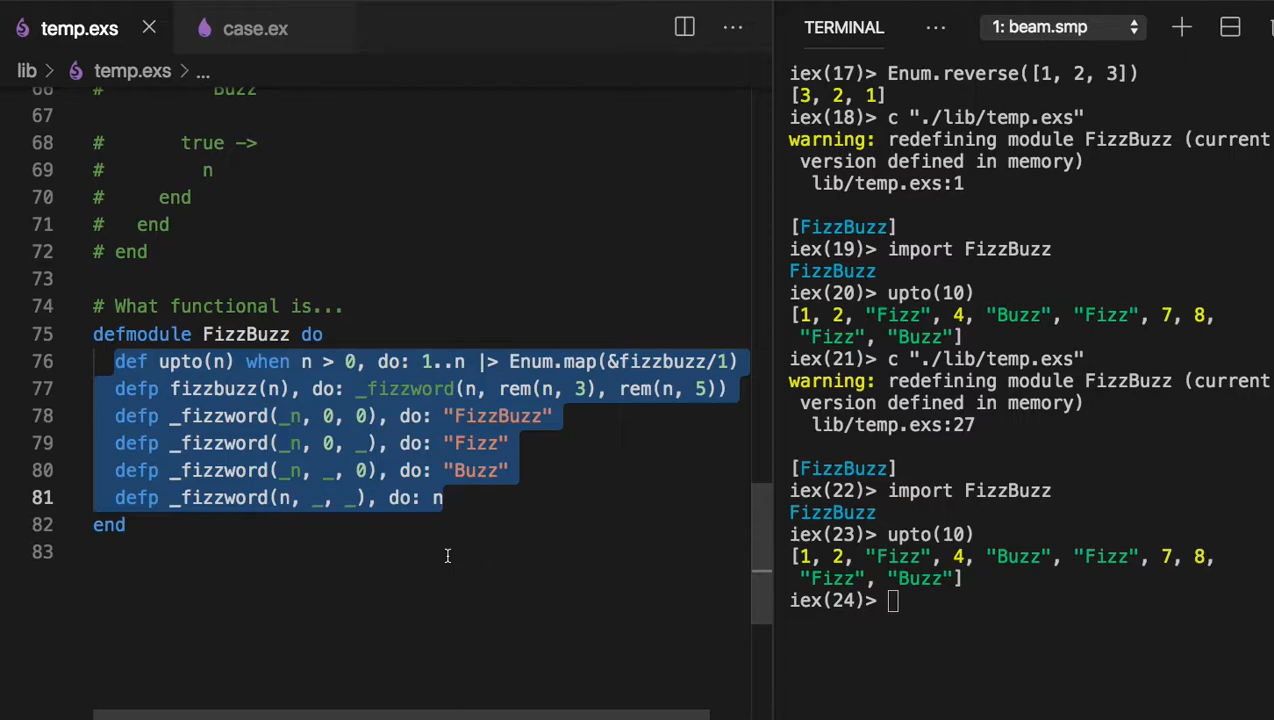 temp.exs
case.ex
lib > temp.exs > ...
66 # Buzz
67
68 # true ->
69 # n
70 # end
71 # end
72 # end
73
74 # What functional is...
75 defmodule FizzBuzz do
76 def upto(n) when n > 0, do: 1..n |> Enum.map(&fizzbuzz/1)
77 defp fizzbuzz(n), do: _fizzword(n, rem(n, 3), rem(n, 5))
78 defp _fizzword(_n, 0, 0), do: "FizzBuzz"
79 defp _fizzword(_n, 0, _), do: "Fizz"
80 defp _fizzword(_n, _, 0), do: "Buzz"
81 defp _fizzword(n, _, _), do: n
82 end
83
TERMINAL
1: beam.smp
iex(17)> Enum.reverse([1, 2, 3])
[3, 2, 1]
iex(18)> c "./lib/temp.exs"
warning: redefining module FizzBuzz (current
version defined in memory)
lib/temp.exs:1
[FizzBuzz]
iex(19)> import FizzBuzz
FizzBuzz
iex(20)> upto(10)
[1, 2, "Fizz", 4, "Buzz", "Fizz", 7, 8,
"Fizz", "Buzz"]
iex(21)> c "./lib/temp.exs"
warning: redefining module FizzBuzz (current
version defined in memory)
lib/temp.exs:27
[FizzBuzz]
iex(22)> import FizzBuzz
FizzBuzz
iex(23)> upto(10)
[1, 2, "Fizz", 4, "Buzz", "Fizz", 7, 8,
"Fizz", "Buzz"]
iex(24)>